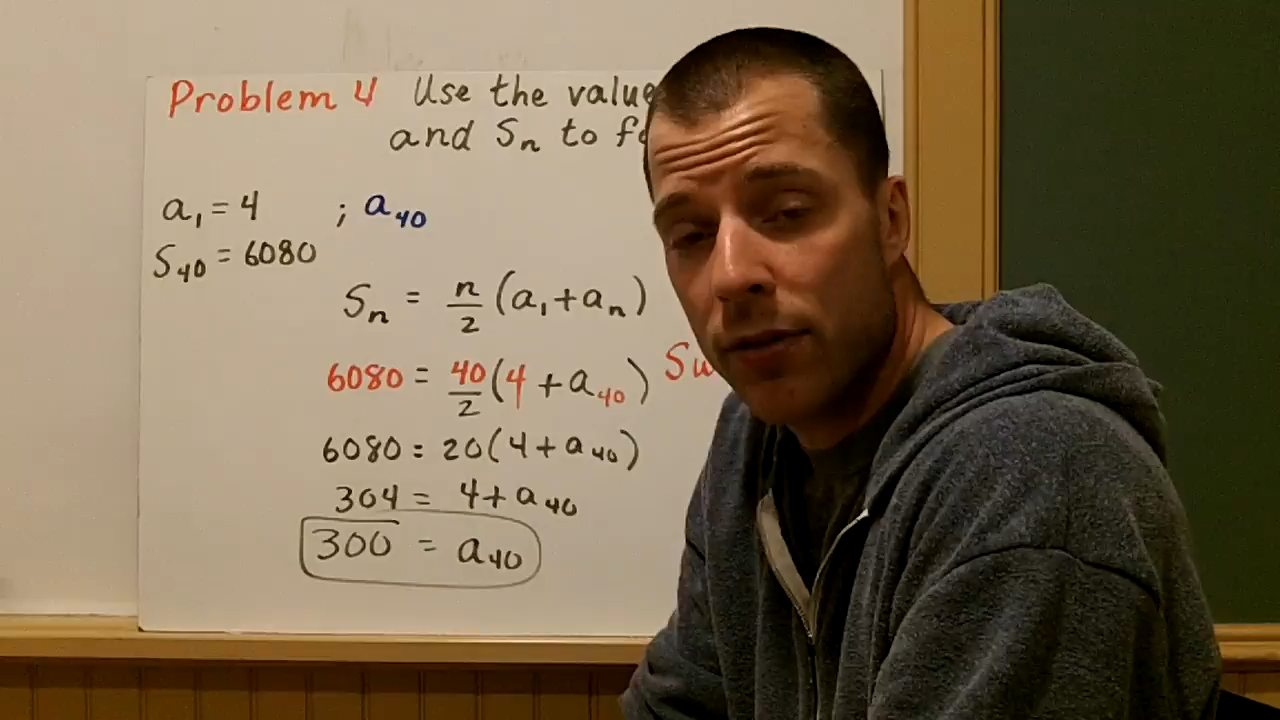 Problem 4 Use the value
and Sₙ to
a₁ = 4 ; a₄₀
S₄₀ = 6080
Sₙ = n/2 (a₁ + aₙ)
6080 = 40/2 (4 + a₄₀)
6080 = 20(4 + a₄₀)
304 = 4 + a₄₀
300 = a₄₀